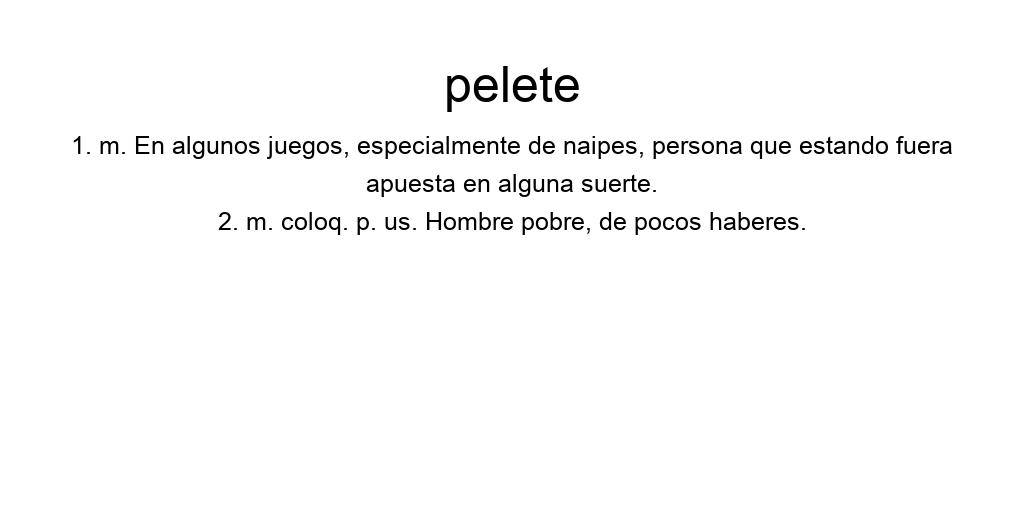 pelete
1. m. En algunos juegos, especialmente de naipes, persona que estando fuera
apuesta en alguna suerte.
2. m. coloq. p. us. Hombre pobre, de pocos haberes.